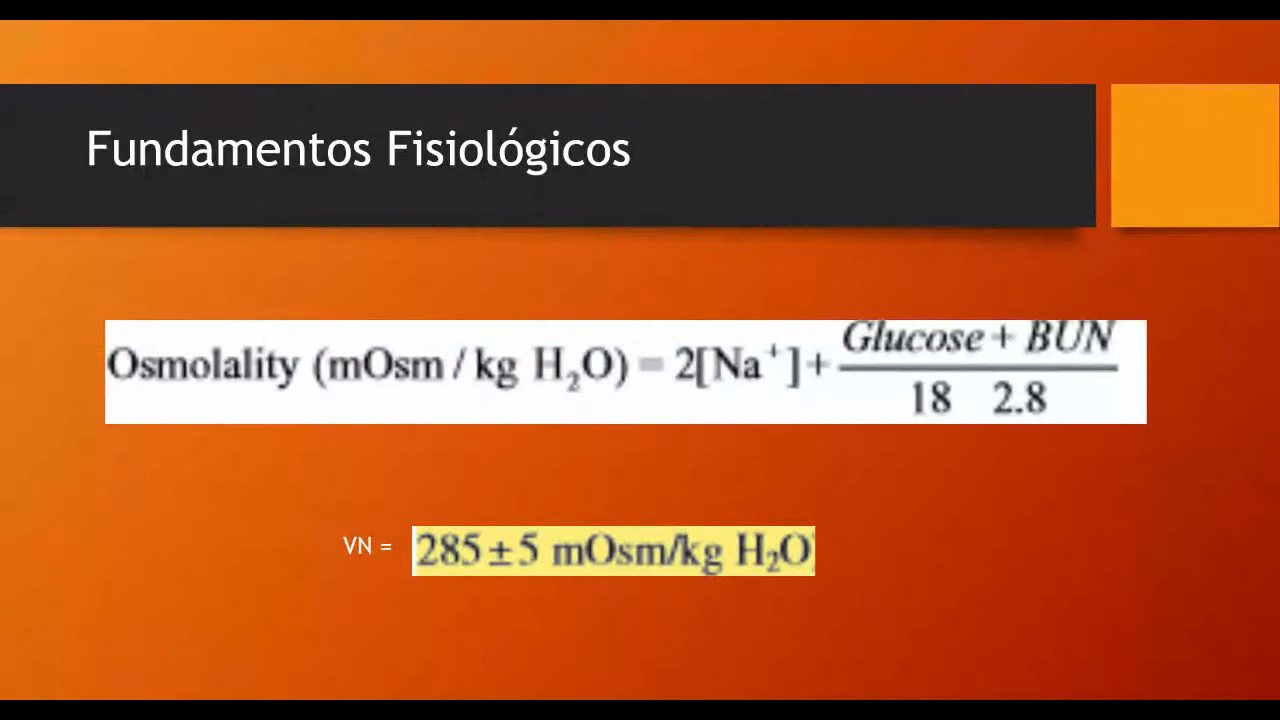 Fundamentos Fisiológicos
Osmolality (mOsm / kg H₂O) = 2[Na⁺] + Glucose + BUN
18 2.8
VN = 285 ± 5 mOsm/kg H₂O)